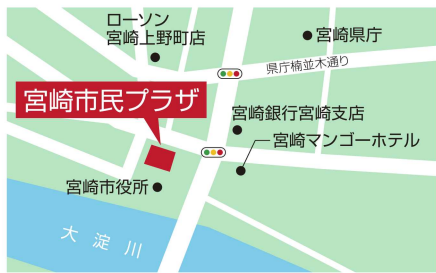 ローソン
宮崎上野町店
宮崎県庁
県庁楠並木通り
宮崎市民プラザ
宮崎銀行宮崎支店
宮崎マンゴーホテル
宮崎市役所
大淀川